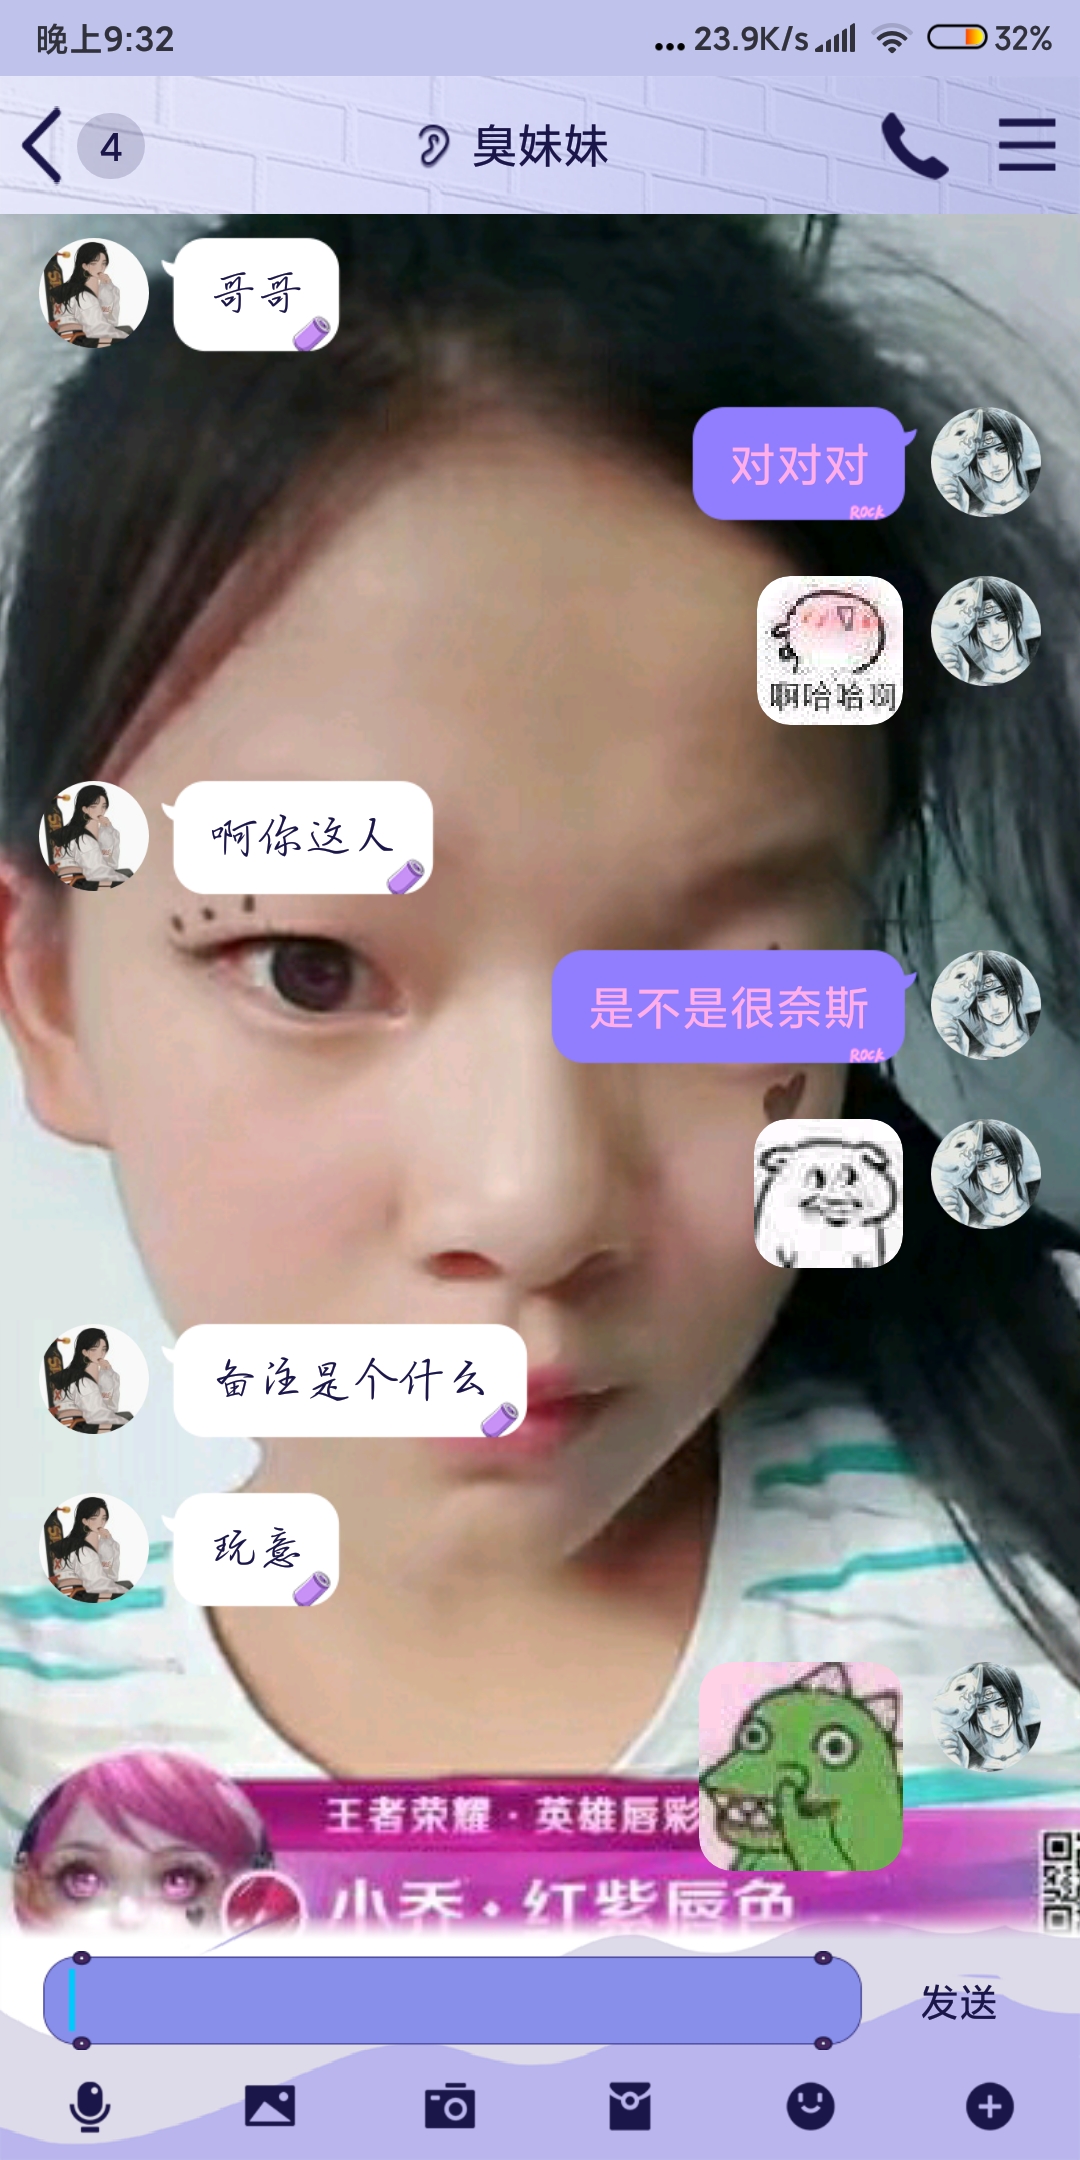 晚上9:32
23.9K/s
32%
4
臭妹妹
哥哥
对对对
Rock
啊哈哈啊
啊你这人
是不是很奈斯
Rock
备注是个什么
玩意
王者荣耀·英雄唇彩
小乔·红紫唇色
发送